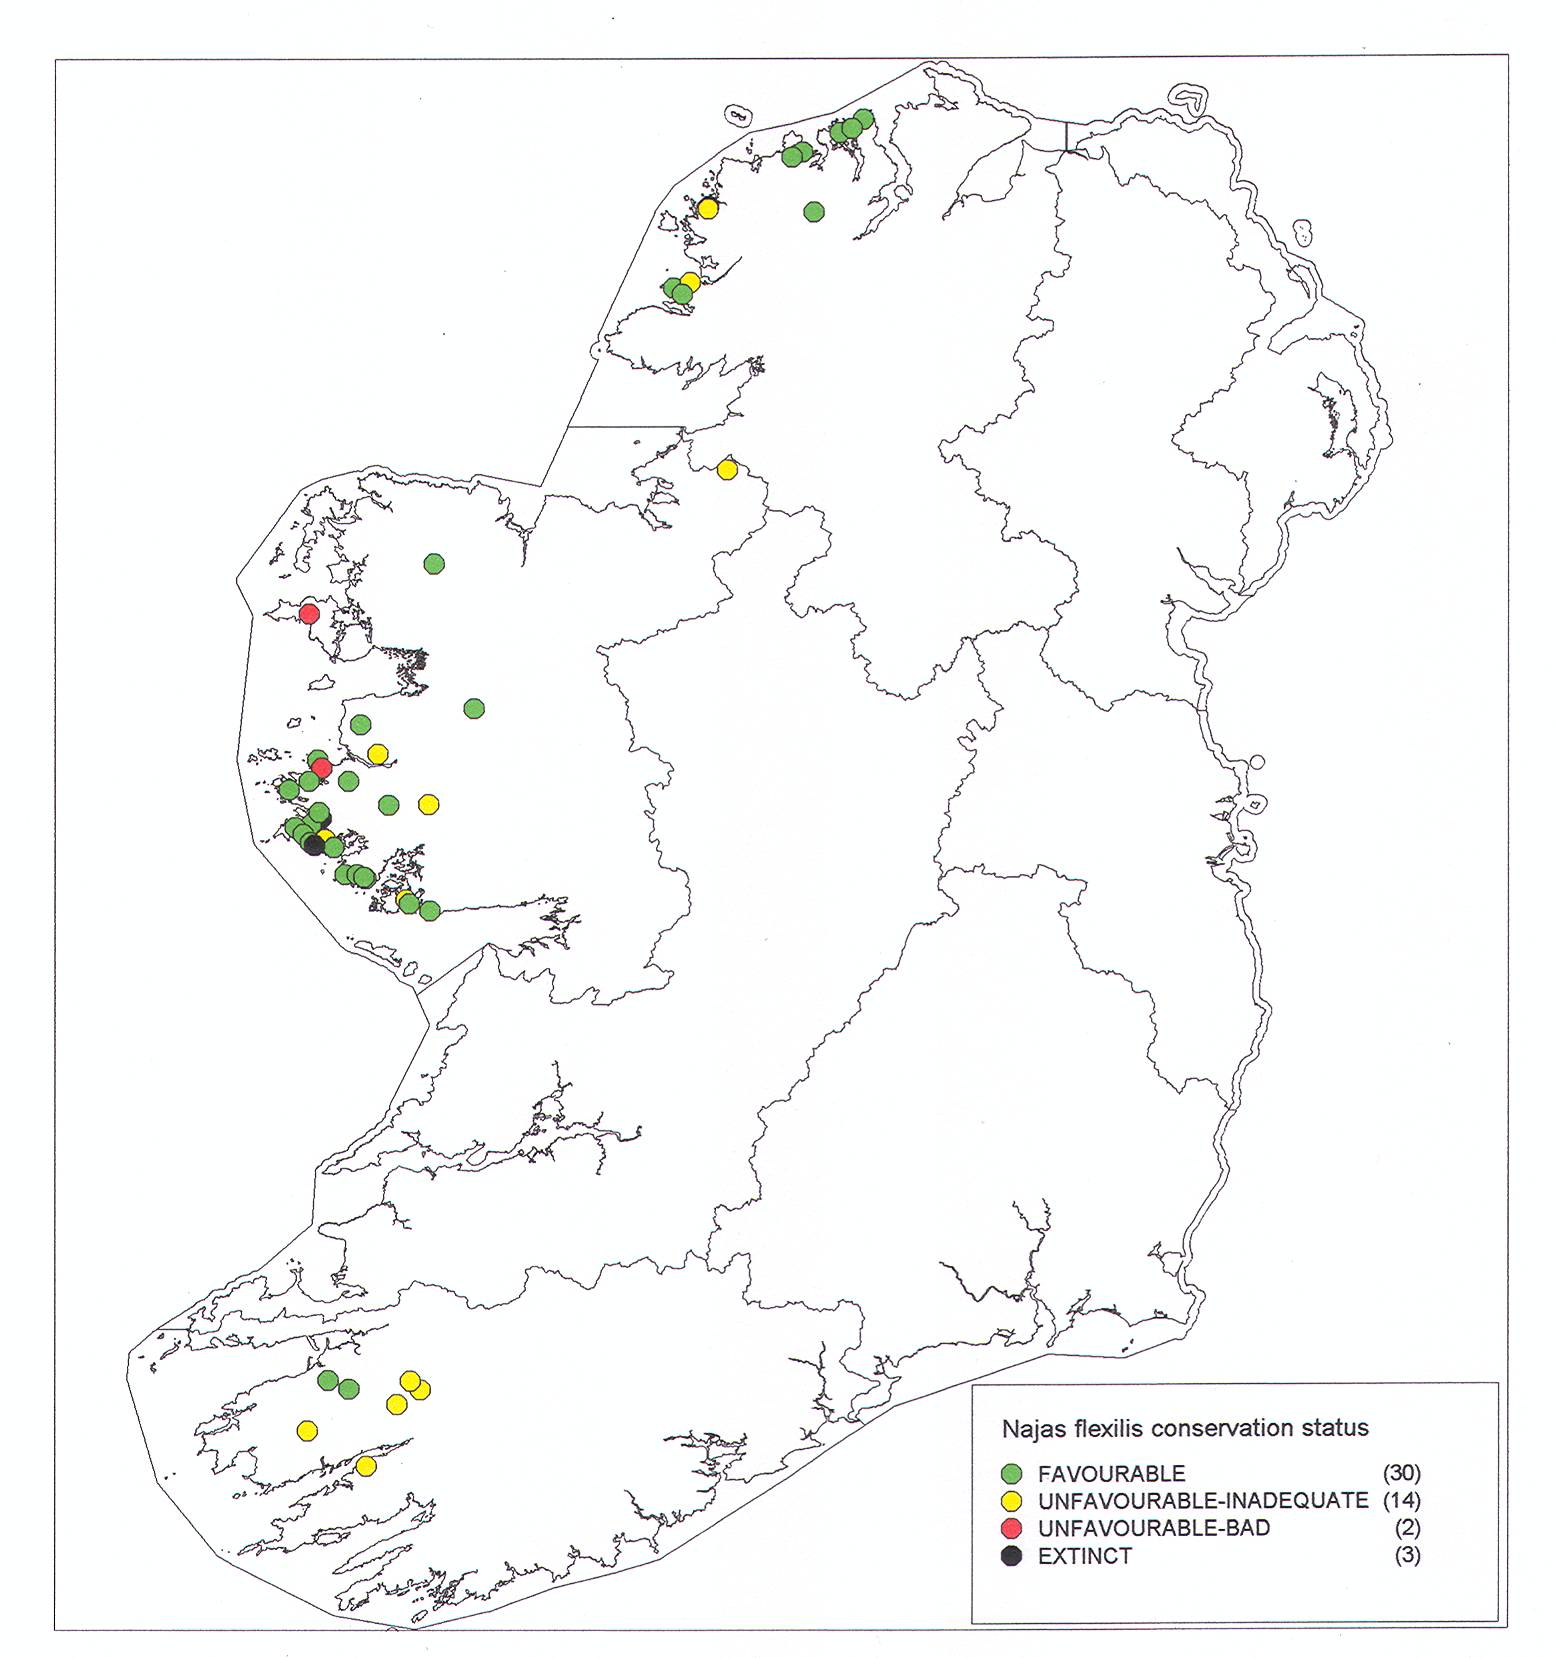 Najas flexilis conservation status
FAVOURABLE (30)
UNFAVOURABLE-INADEQUATE (14)
UNFAVOURABLE-BAD (2)
EXTINCT (3)